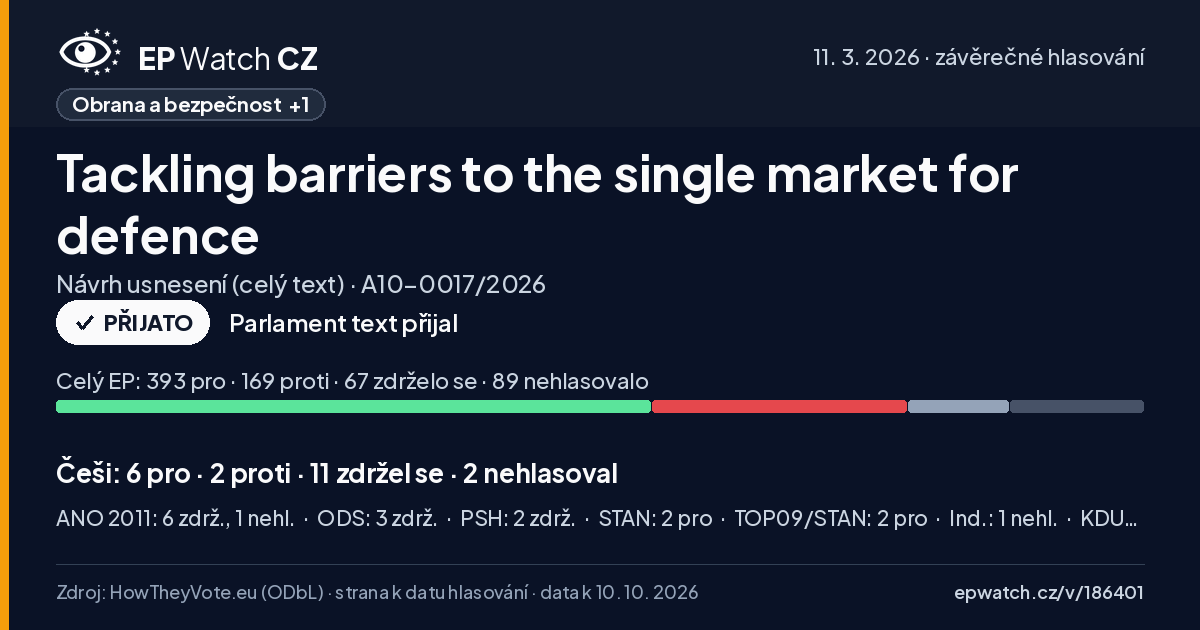 EP Watch CZ
11. 3. 2026 · závěrečné hlasování
Obrana a bezpečnost +1
Tackling barriers to the single market for
defence
Návrh usnesení (celý text) · A10-0017/2026
✓ PŘIJATO Parlament text přijal
Celý EP: 393 pro · 169 proti · 67 zdrželo se · 89 nehlasovalo
Češi: 6 pro · 2 proti · 11 zdržel se · 2 nehlasoval
ANO 2011: 6 zdrž., 1 nehl. · ODS: 3 zdrž. · PSH: 2 zdrž. · STAN: 2 pro · TOP09/STAN: 2 pro · Ind.: 1 nehl. · KDU…
Zdroj: HowTheyVote.eu (ODbL) · strana k datu hlasování · data k 10. 10. 2026
epwatch.cz/v/186401